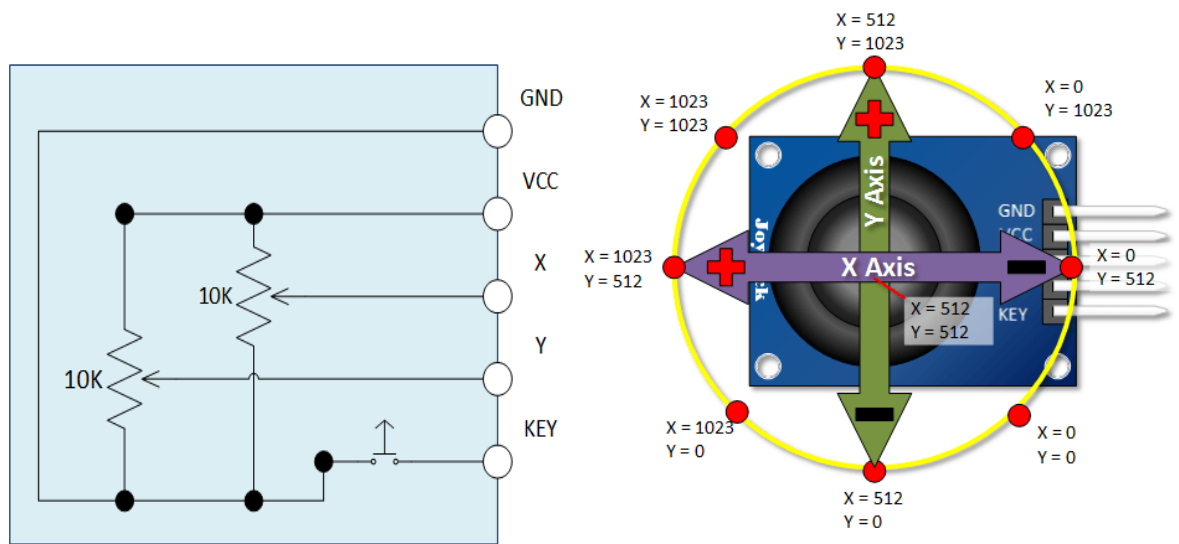 GND
VCC
X
10K
Y
10K
KEY
X = 512
Y = 1023
X = 0
Y = 1023
X = 1023
Y = 1023
Y Axis
GND
VCC
X = 1023
Y = 512
X Axis
X = 0
Y = 512
X = 512
Y = 512
KEY
X = 1023
Y = 0
X = 0
Y = 0
X = 512
Y = 0